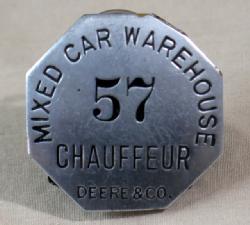 MIXED CAR WAREHOUSE
57
CHAUFFEUR
DEERE & CO.